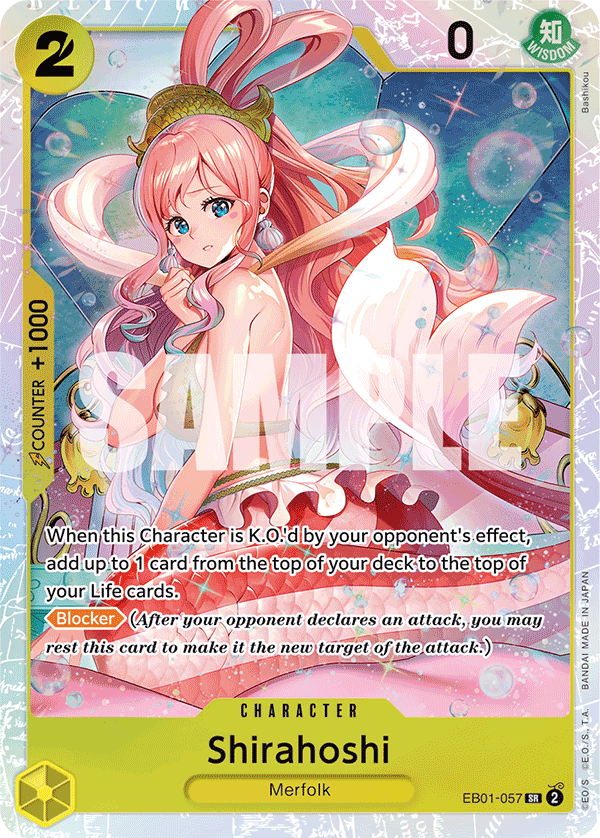 2
0
知
WISDOM
Bashikou
COUNTER +1000
SAMPLE
When this Character is K.O.'d by your opponent's effect,
add up to 1 card from the top of your deck to the top of
your Life cards.
Blocker (After your opponent declares an attack, you may
rest this card to make it the new target of the attack.)
CHARACTER
Shirahoshi
Merfolk
EB01-057 SR 2
©EO/S ©E.O./S., T.A. BANDAI MADE IN JAPAN